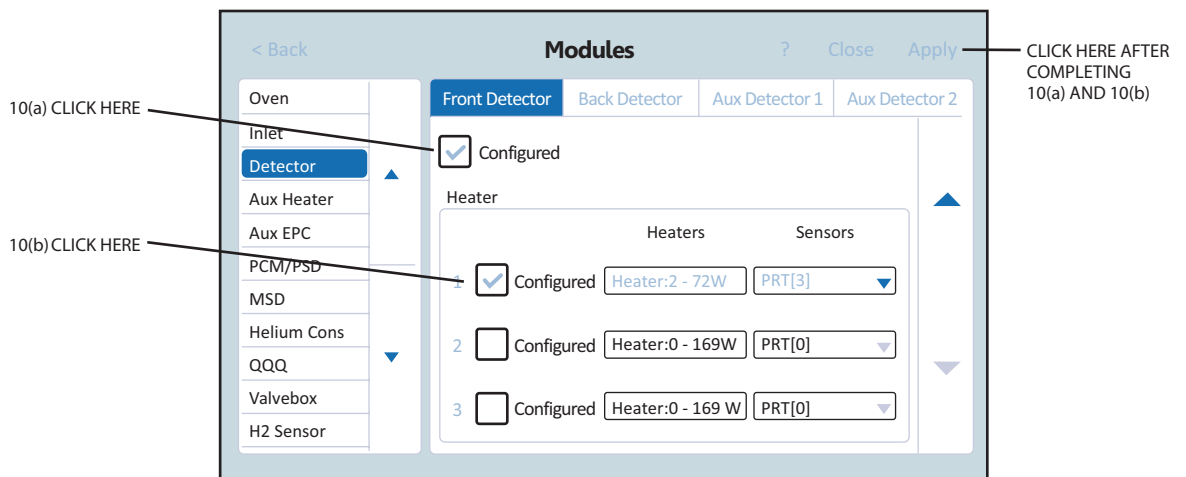 < Back
Modules
?
Close
Apply
CLICK HERE AFTER
COMPLETING
10(a) AND 10(b)
10(a) CLICK HERE
10(b) CLICK HERE
Oven
Inlet
Detector
Aux Heater
Aux EPC
PCM/PSD
MSD
Helium Cons
QQQ
Valvebox
H2 Sensor
Front Detector
Back Detector
Aux Detector 1
Aux Detector 2
Configured
Heater
Heaters
Sensors
1 Configured Heater:2 - 72W PRT[3]
2 Configured Heater:0 - 169W PRT[0]
3 Configured Heater:0 - 169 W PRT[0]